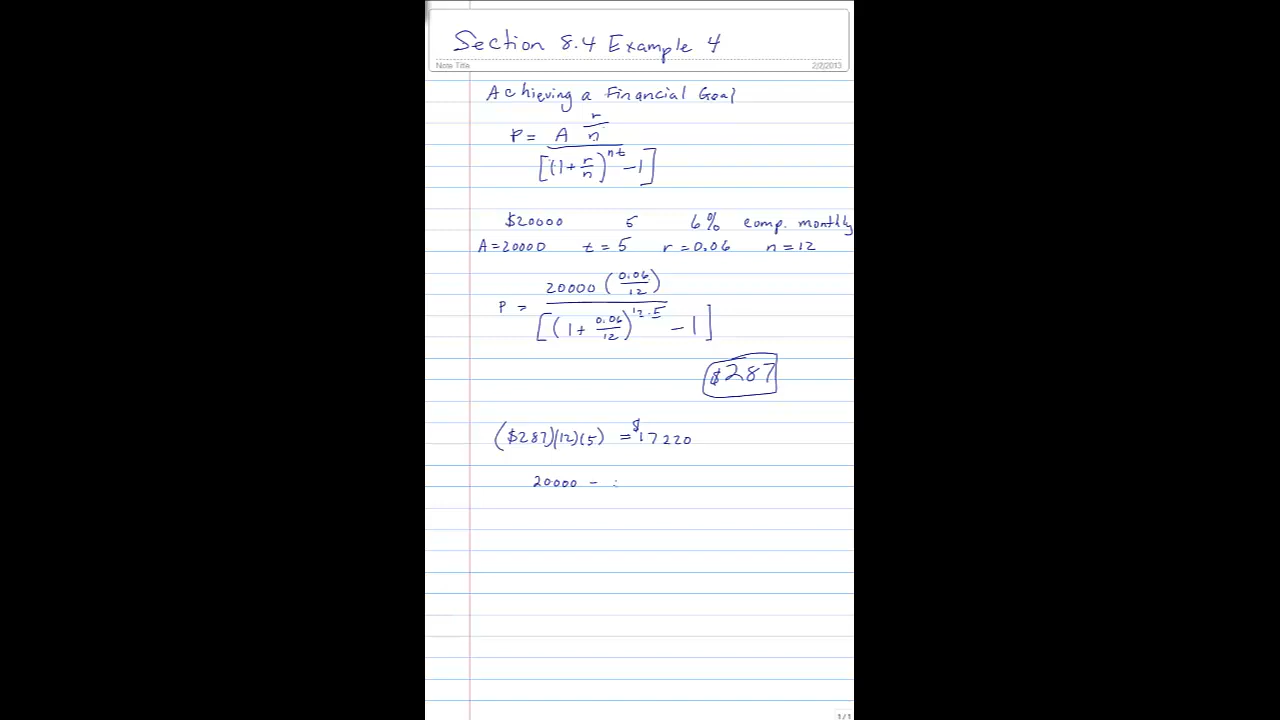 Section 8.4 Example 4
Note Title
2/2/2013
Achieving a Financial Goal
P = A r/n / [(1 + r/n)^nt - 1]
$20000 5 6% comp. monthly
A = 20000 t = 5 r = 0.06 n = 12
P = 20000 (0.06/12) / [(1 + 0.06/12)^12·5 - 1]
$287
($287)(12)(5) = $17220
20000 -
1/1